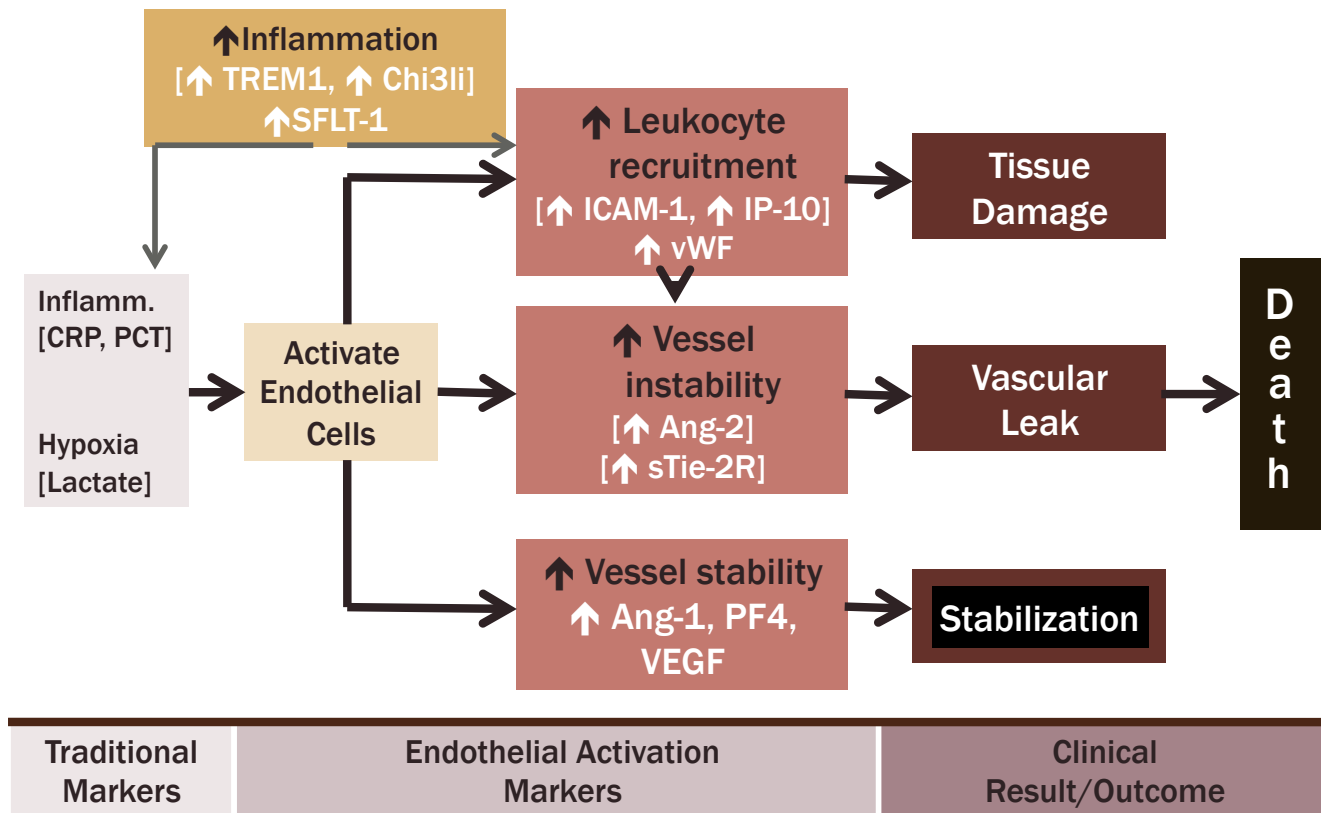 ↑Inflammation
[↑ TREM1, ↑ Chi3li]
↑SFLT-1
↑ Leukocyte
recruitment
[↑ ICAM-1, ↑ IP-10]
↑ vWF
Tissue
Damage
Inflamm.
[CRP, PCT]
Hypoxia
[Lactate]
Activate
Endothelial
Cells
↑ Vessel
instability
[↑ Ang-2]
[↑ sTie-2R]
Vascular
Leak
D
e
a
t
h
↑ Vessel stability
↑ Ang-1, PF4,
VEGF
Stabilization
Traditional
Markers
Endothelial Activation
Markers
Clinical
Result/Outcome